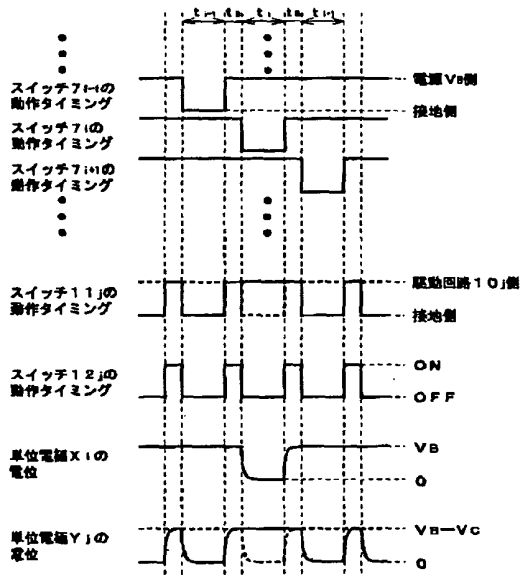 ti-1 ti ti+1
スイッチ7i-1の
動作タイミング
電源VB側
接地側
スイッチ7iの
動作タイミング
スイッチ7i+1の
動作タイミング
スイッチ11jの
動作タイミング
駆動回路10j側
接地側
スイッチ12jの
動作タイミング
ON
OFF
単位電極Xiの
電位
VB
0
単位電極Yjの
電位
VB-VC
0